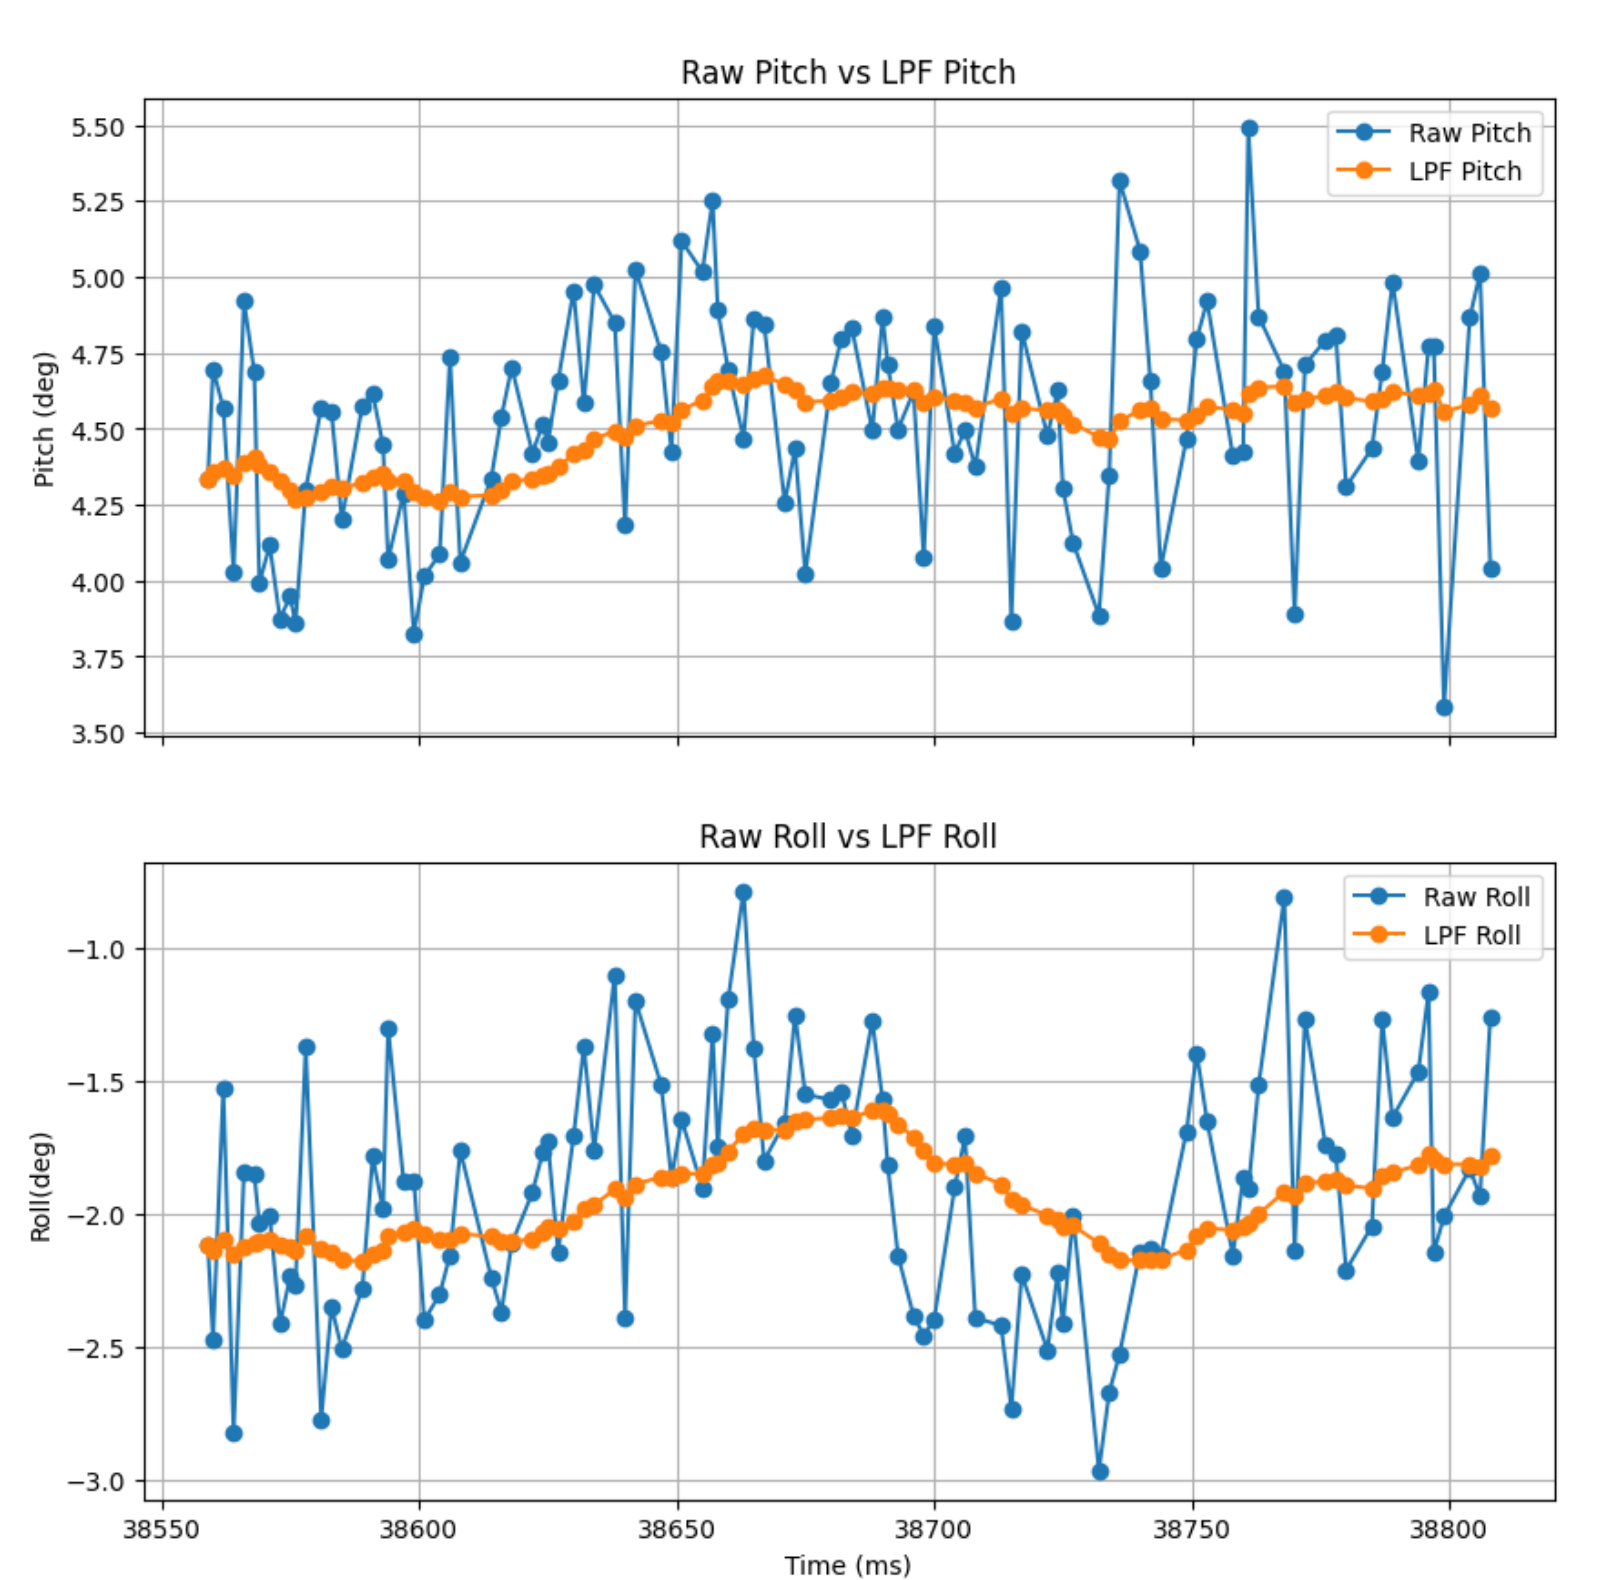 Raw Pitch vs LPF Pitch
5.50
5.25
5.00
4.75
4.50
4.25
4.00
3.75
3.50
Pitch (deg)
Raw Pitch
LPF Pitch
Raw Roll vs LPF Roll
−1.0
−1.5
−2.0
−2.5
−3.0
Roll(deg)
Raw Roll
LPF Roll
38550 38600 38650 38700 38750 38800
Time (ms)